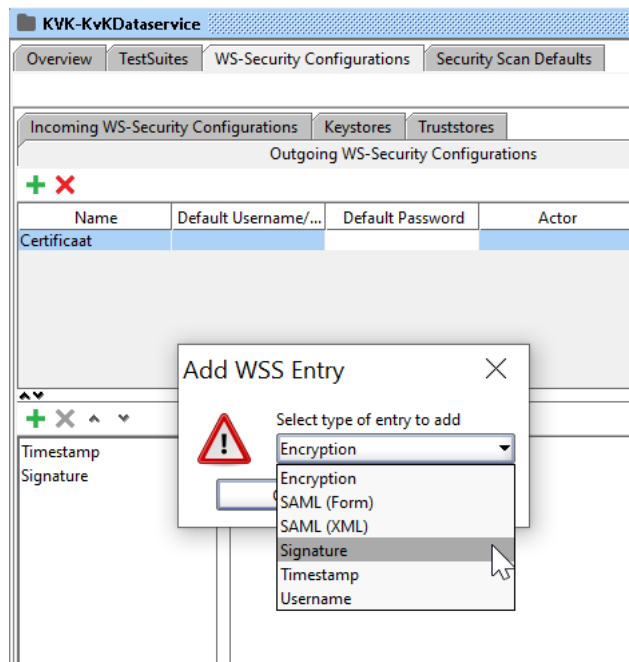 KVK-KvKDataservice
Overview TestSuites WS-Security Configurations Security Scan Defaults
Incoming WS-Security Configurations Keystores Truststores
Outgoing WS-Security Configurations
Name Default Username/... Default Password Actor
Certificaat
Add WSS Entry
Select type of entry to add
Encryption
Timestamp
Signature
Encryption
SAML (Form)
SAML (XML)
Signature
Timestamp
Username